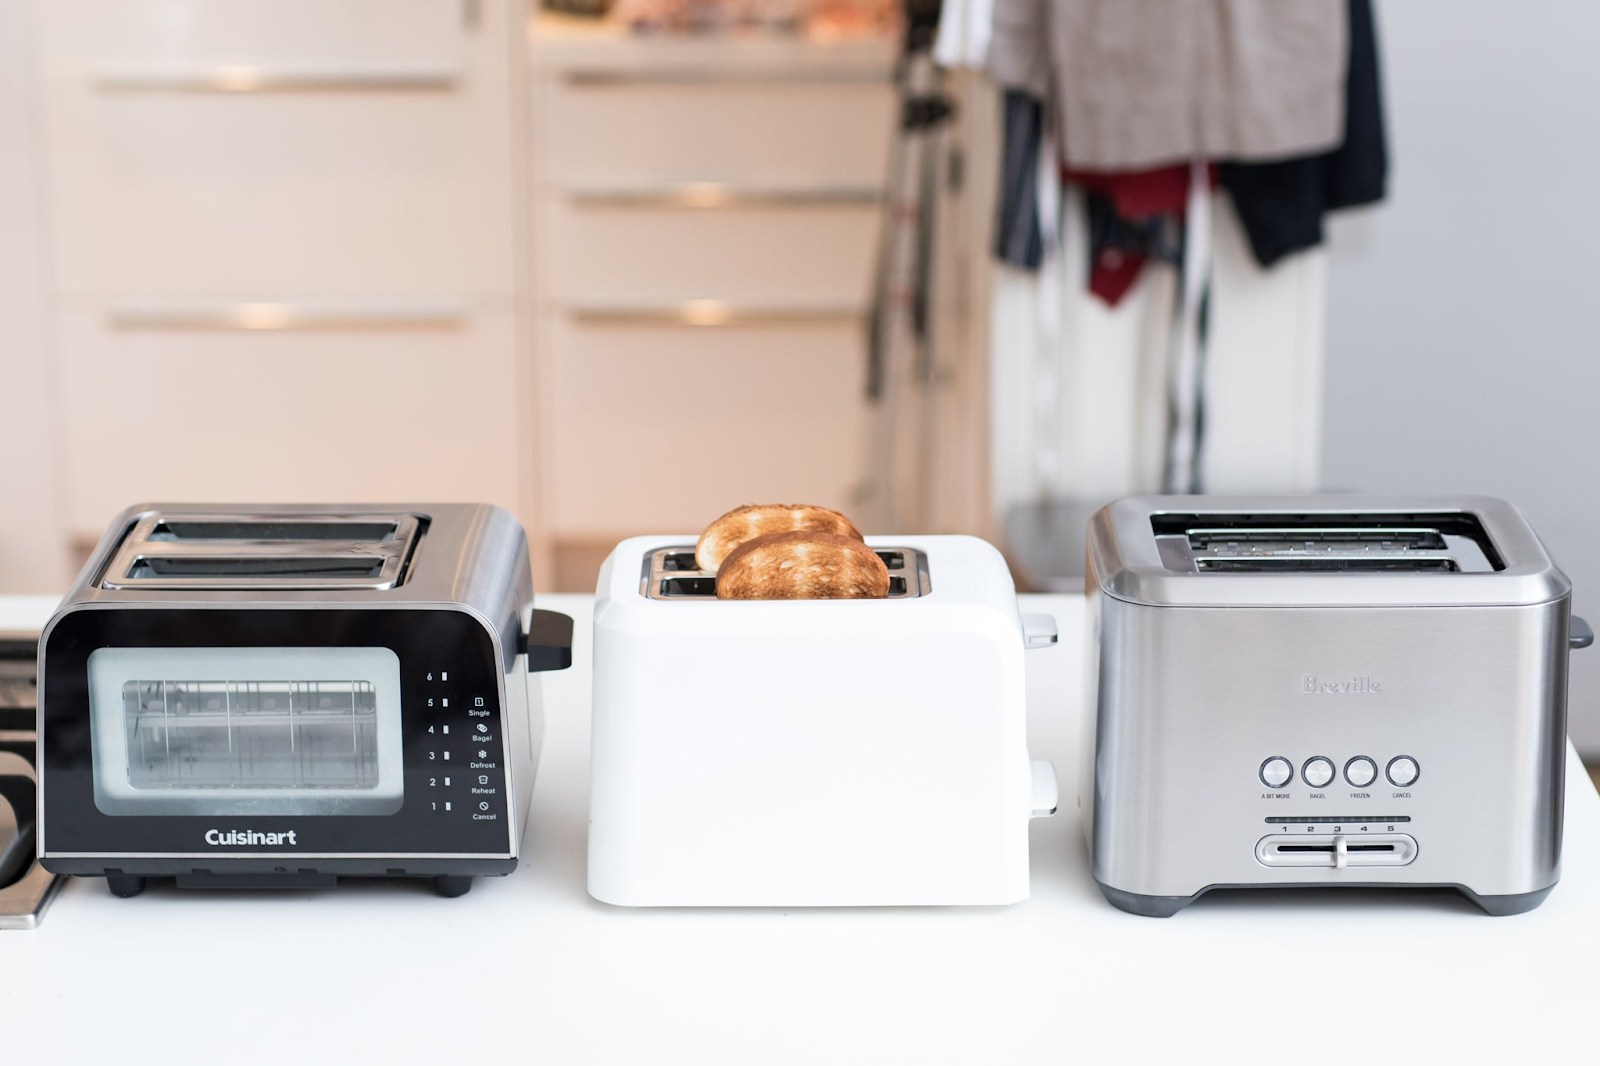 6
5
Single
4
Bagel
3
Defrost
2
Reheat
1
Cancel
Cuisinart
Breville
A BIT MORE BAGEL FROZEN CANCEL
1 2 3 4 5